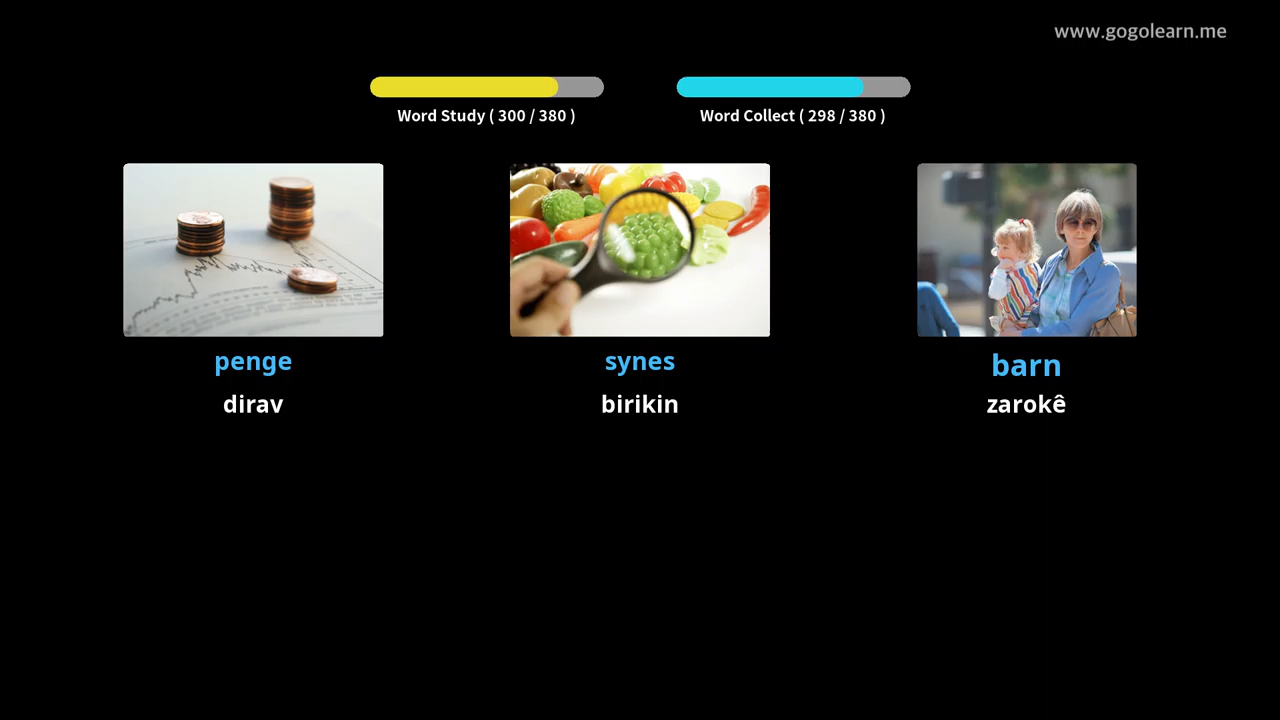 www.gogolearn.me
Word Study ( 300 / 380 )
Word Collect ( 298 / 380 )
penge
synes
barn
dirav
birikin
zarokê